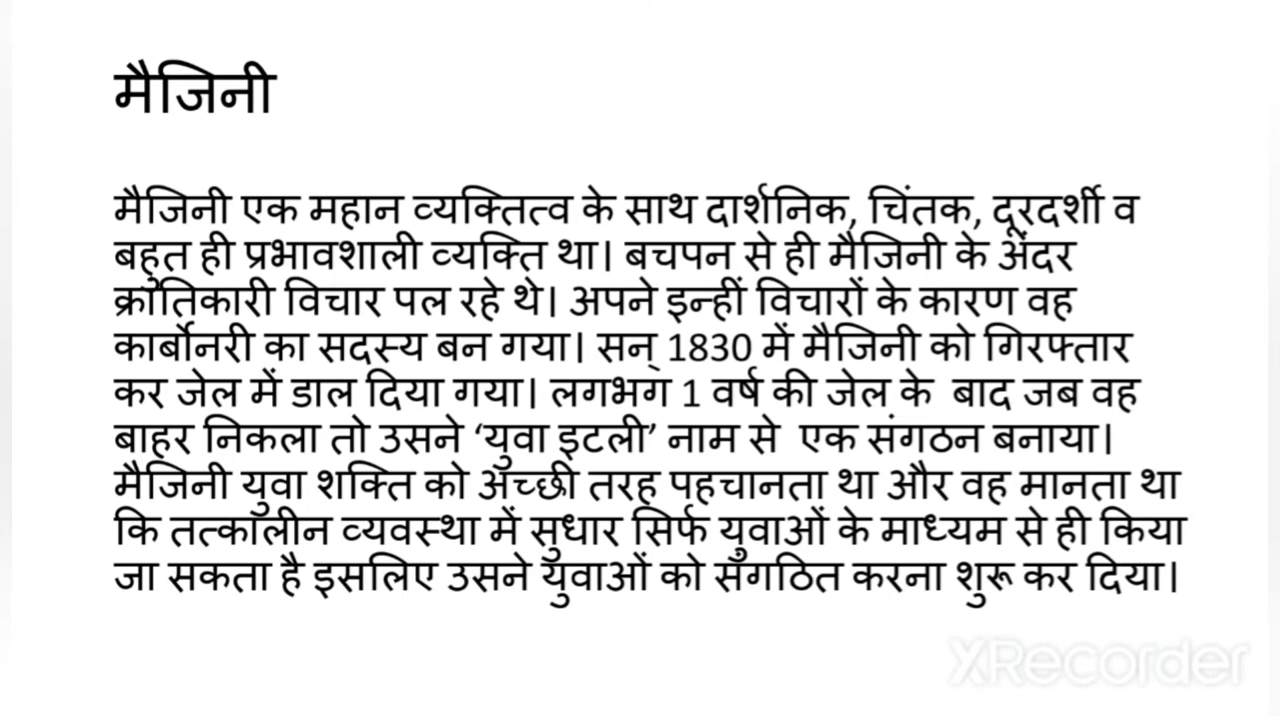 मैजिनी
मैजिनी एक महान व्यक्तित्व के साथ दार्शनिक, चिंतक, दूरदर्शी व
बहुत ही प्रभावशाली व्यक्ति था। बचपन से ही मैजिनी के अंदर
क्रांतिकारी विचार पल रहे थे। अपने इन्हीं विचारों के कारण वह
कार्बोनरी का सदस्य बन गया। सन् 1830 में मैजिनी को गिरफ्तार
कर जेल में डाल दिया गया। लगभग 1 वर्ष की जेल के बाद जब वह
बाहर निकला तो उसने ‘युवा इटली’ नाम से एक संगठन बनाया।
मैजिनी युवा शक्ति को अच्छी तरह पहचानता था और वह मानता था
कि तत्कालीन व्यवस्था में सुधार सिर्फ युवाओं के माध्यम से ही किया
जा सकता है इसलिए उसने युवाओं को संगठित करना शुरू कर दिया।
XRecorder